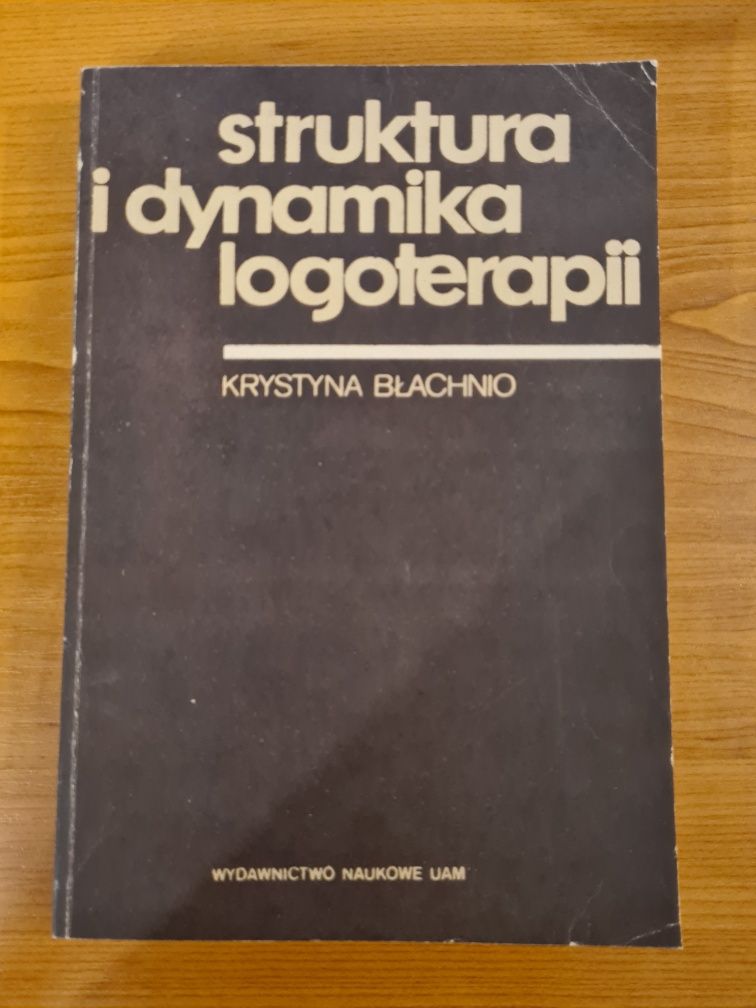 struktura
i dynamika
logoterapii
KRYSTYNA BŁACHNIO
WYDAWNICTWO NAUKOWE UAM